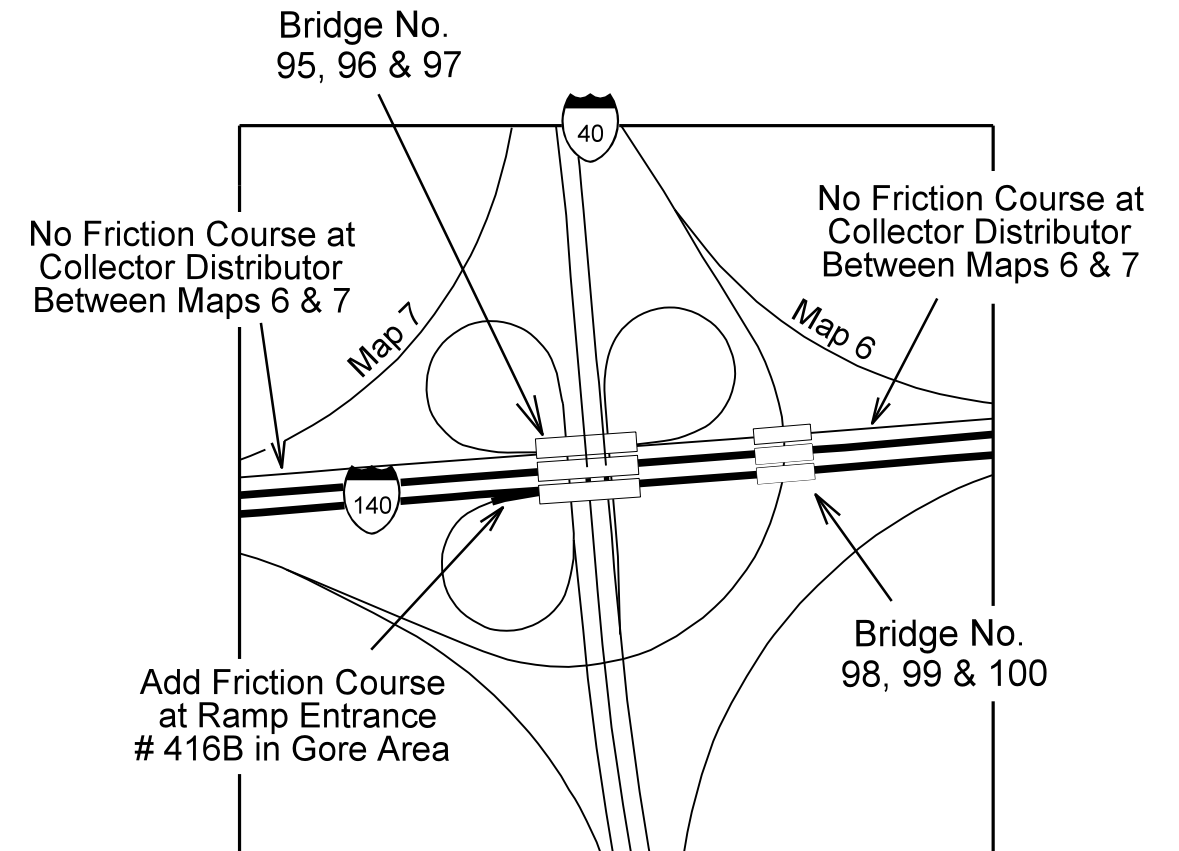 Bridge No.
95, 96 & 97
40
No Friction Course at
Collector Distributor
Between Maps 6 & 7
No Friction Course at
Collector Distributor
Between Maps 6 & 7
Map 7
Map 6
140
Bridge No.
98, 99 & 100
Add Friction Course
at Ramp Entrance
# 416B in Gore Area